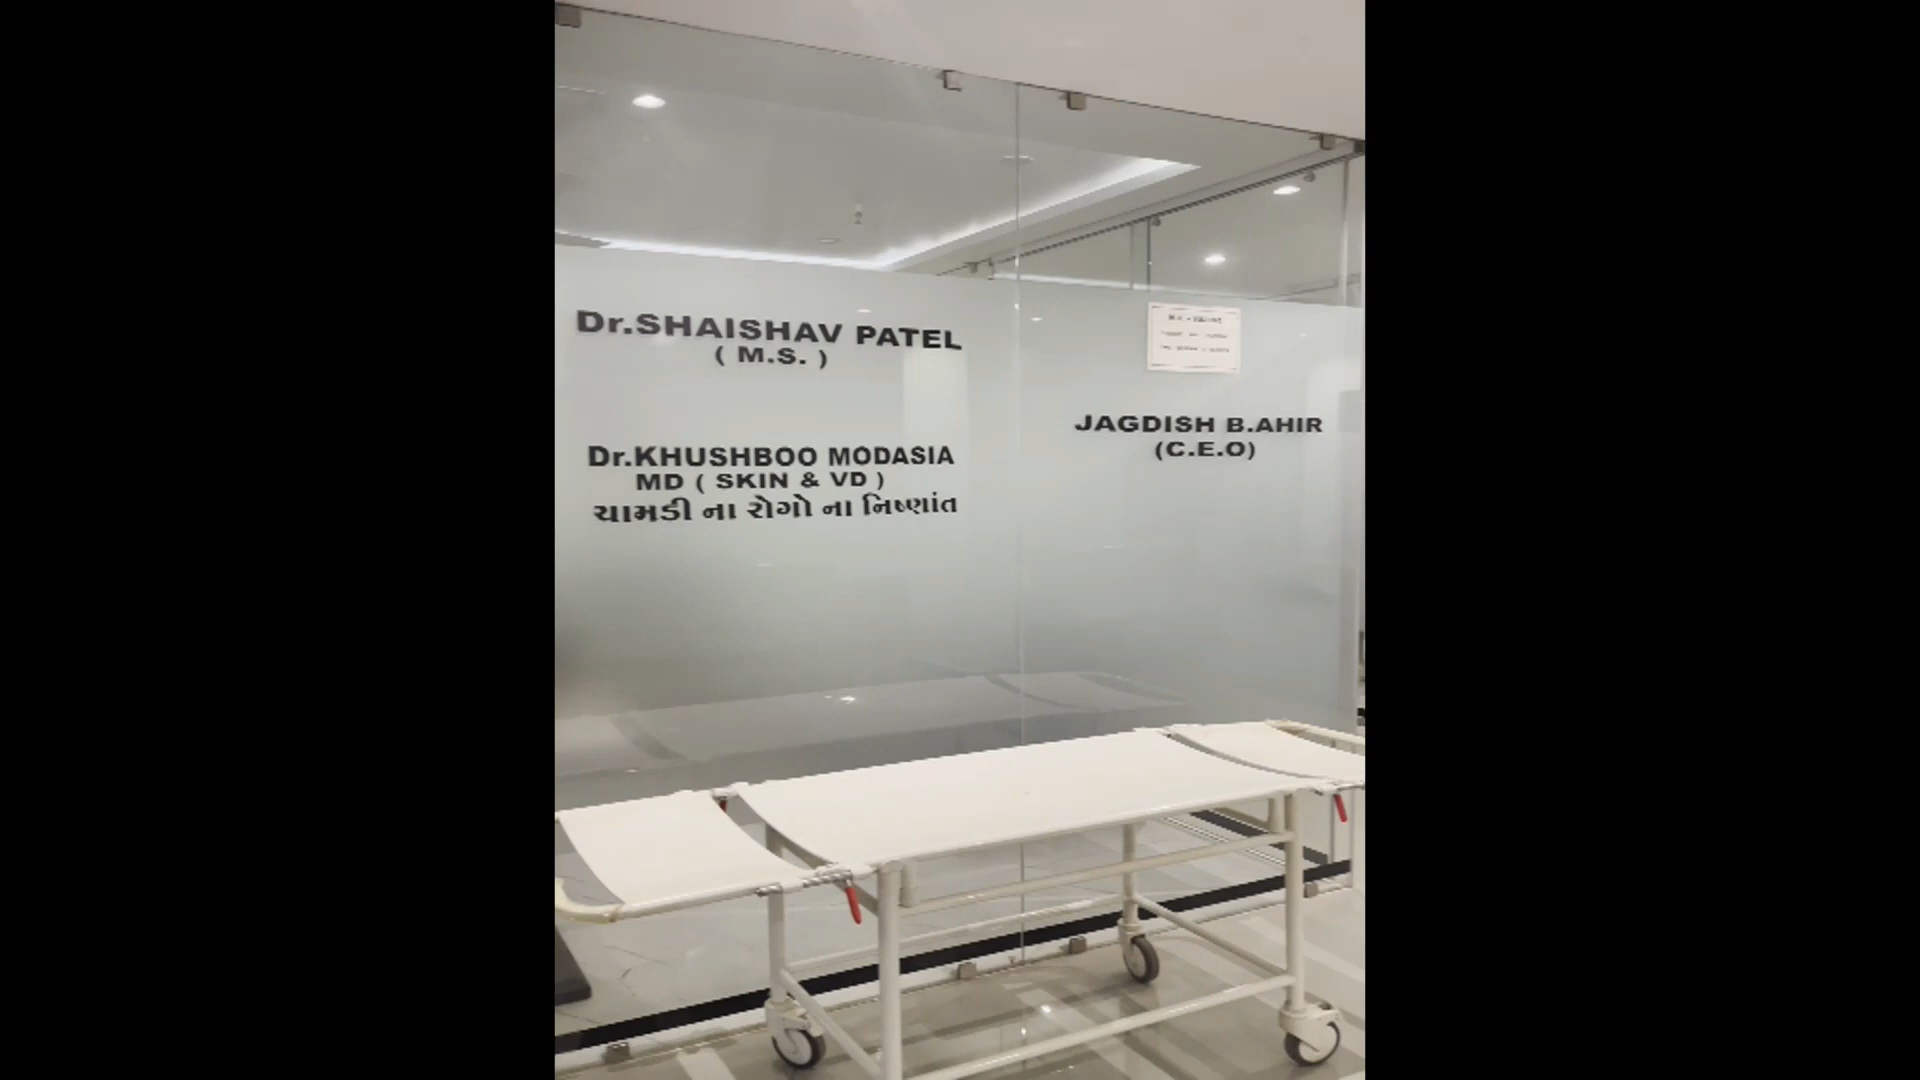 Dr.SHAISHAV PATEL
( M.S. )
Dr.KHUSHBOO MODASIA
MD ( SKIN & VD )
ચામડી ના રોગો ના નિષ્ણાંત
JAGDISH B.AHIR
(C.E.O)